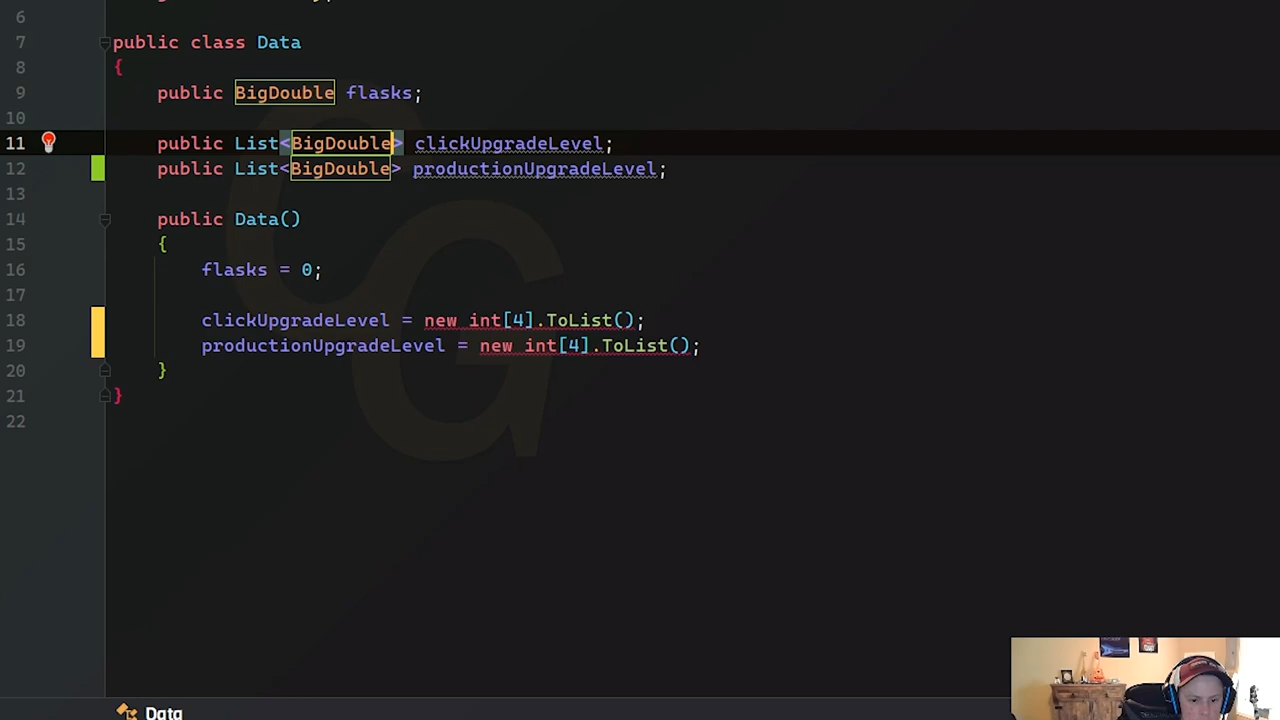 6
7 public class Data
8 {
9 public BigDouble flasks;
10
11 public List<BigDouble> clickUpgradeLevel;
12 public List<BigDouble> productionUpgradeLevel;
13
14 public Data()
15 {
16 flasks = 0;
17
18 clickUpgradeLevel = new int[4].ToList();
19 productionUpgradeLevel = new int[4].ToList();
20 }
21 }
22
CG
Data